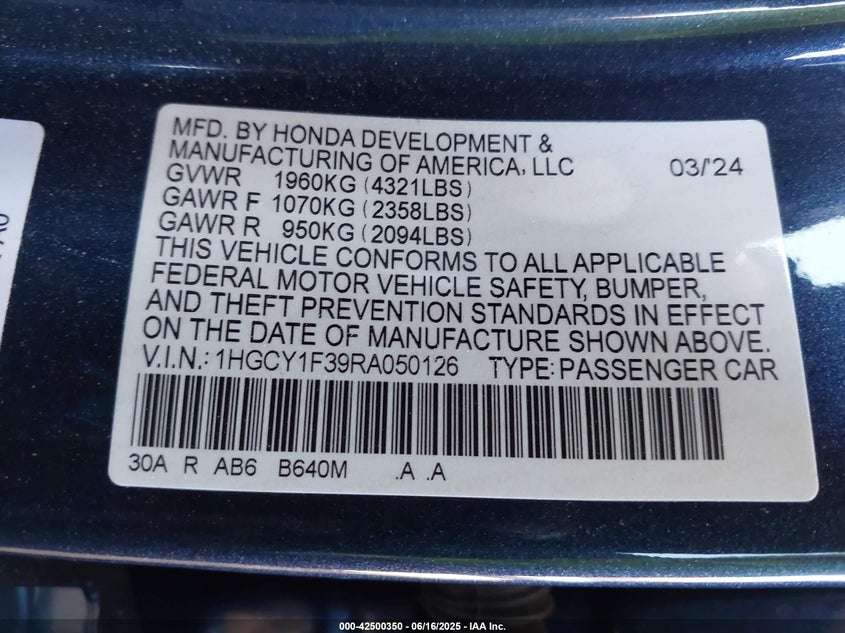 MFD. BY HONDA DEVELOPMENT &
MANUFACTURING OF AMERICA, LLC 03/'24
GVWR 1960KG (4321LBS)
GAWR F 1070KG (2358LBS)
GAWR R 950KG (2094LBS)
THIS VEHICLE CONFORMS TO ALL APPLICABLE
FEDERAL MOTOR VEHICLE SAFETY, BUMPER,
AND THEFT PREVENTION STANDARDS IN EFFECT
ON THE DATE OF MANUFACTURE SHOWN ABOVE.
V.I.N.: 1HGCY1F39RA050126 TYPE: PASSENGER CAR
30A R AB6 B640M .A .A
000-42500350 - 06/16/2025 - IAA Inc.